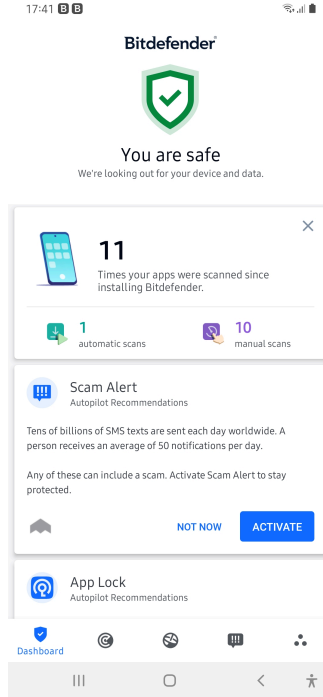 17:41 B B
Bitdefender
You are safe
We're looking out for your device and data.
11
Times your apps were scanned since
installing Bitdefender.
1
automatic scans
10
manual scans
Scam Alert
Autopilot Recommendations
Tens of billions of SMS texts are sent each day worldwide. A
person receives an average of 50 notifications per day.
Any of these can include a scam. Activate Scam Alert to stay
protected.
NOT NOW
ACTIVATE
App Lock
Autopilot Recommendations
Dashboard